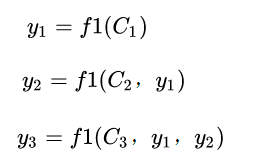 y₁ = f1(C₁)
y₂ = f1(C₂，y₁)
y₃ = f1(C₃，y₁，y₂)